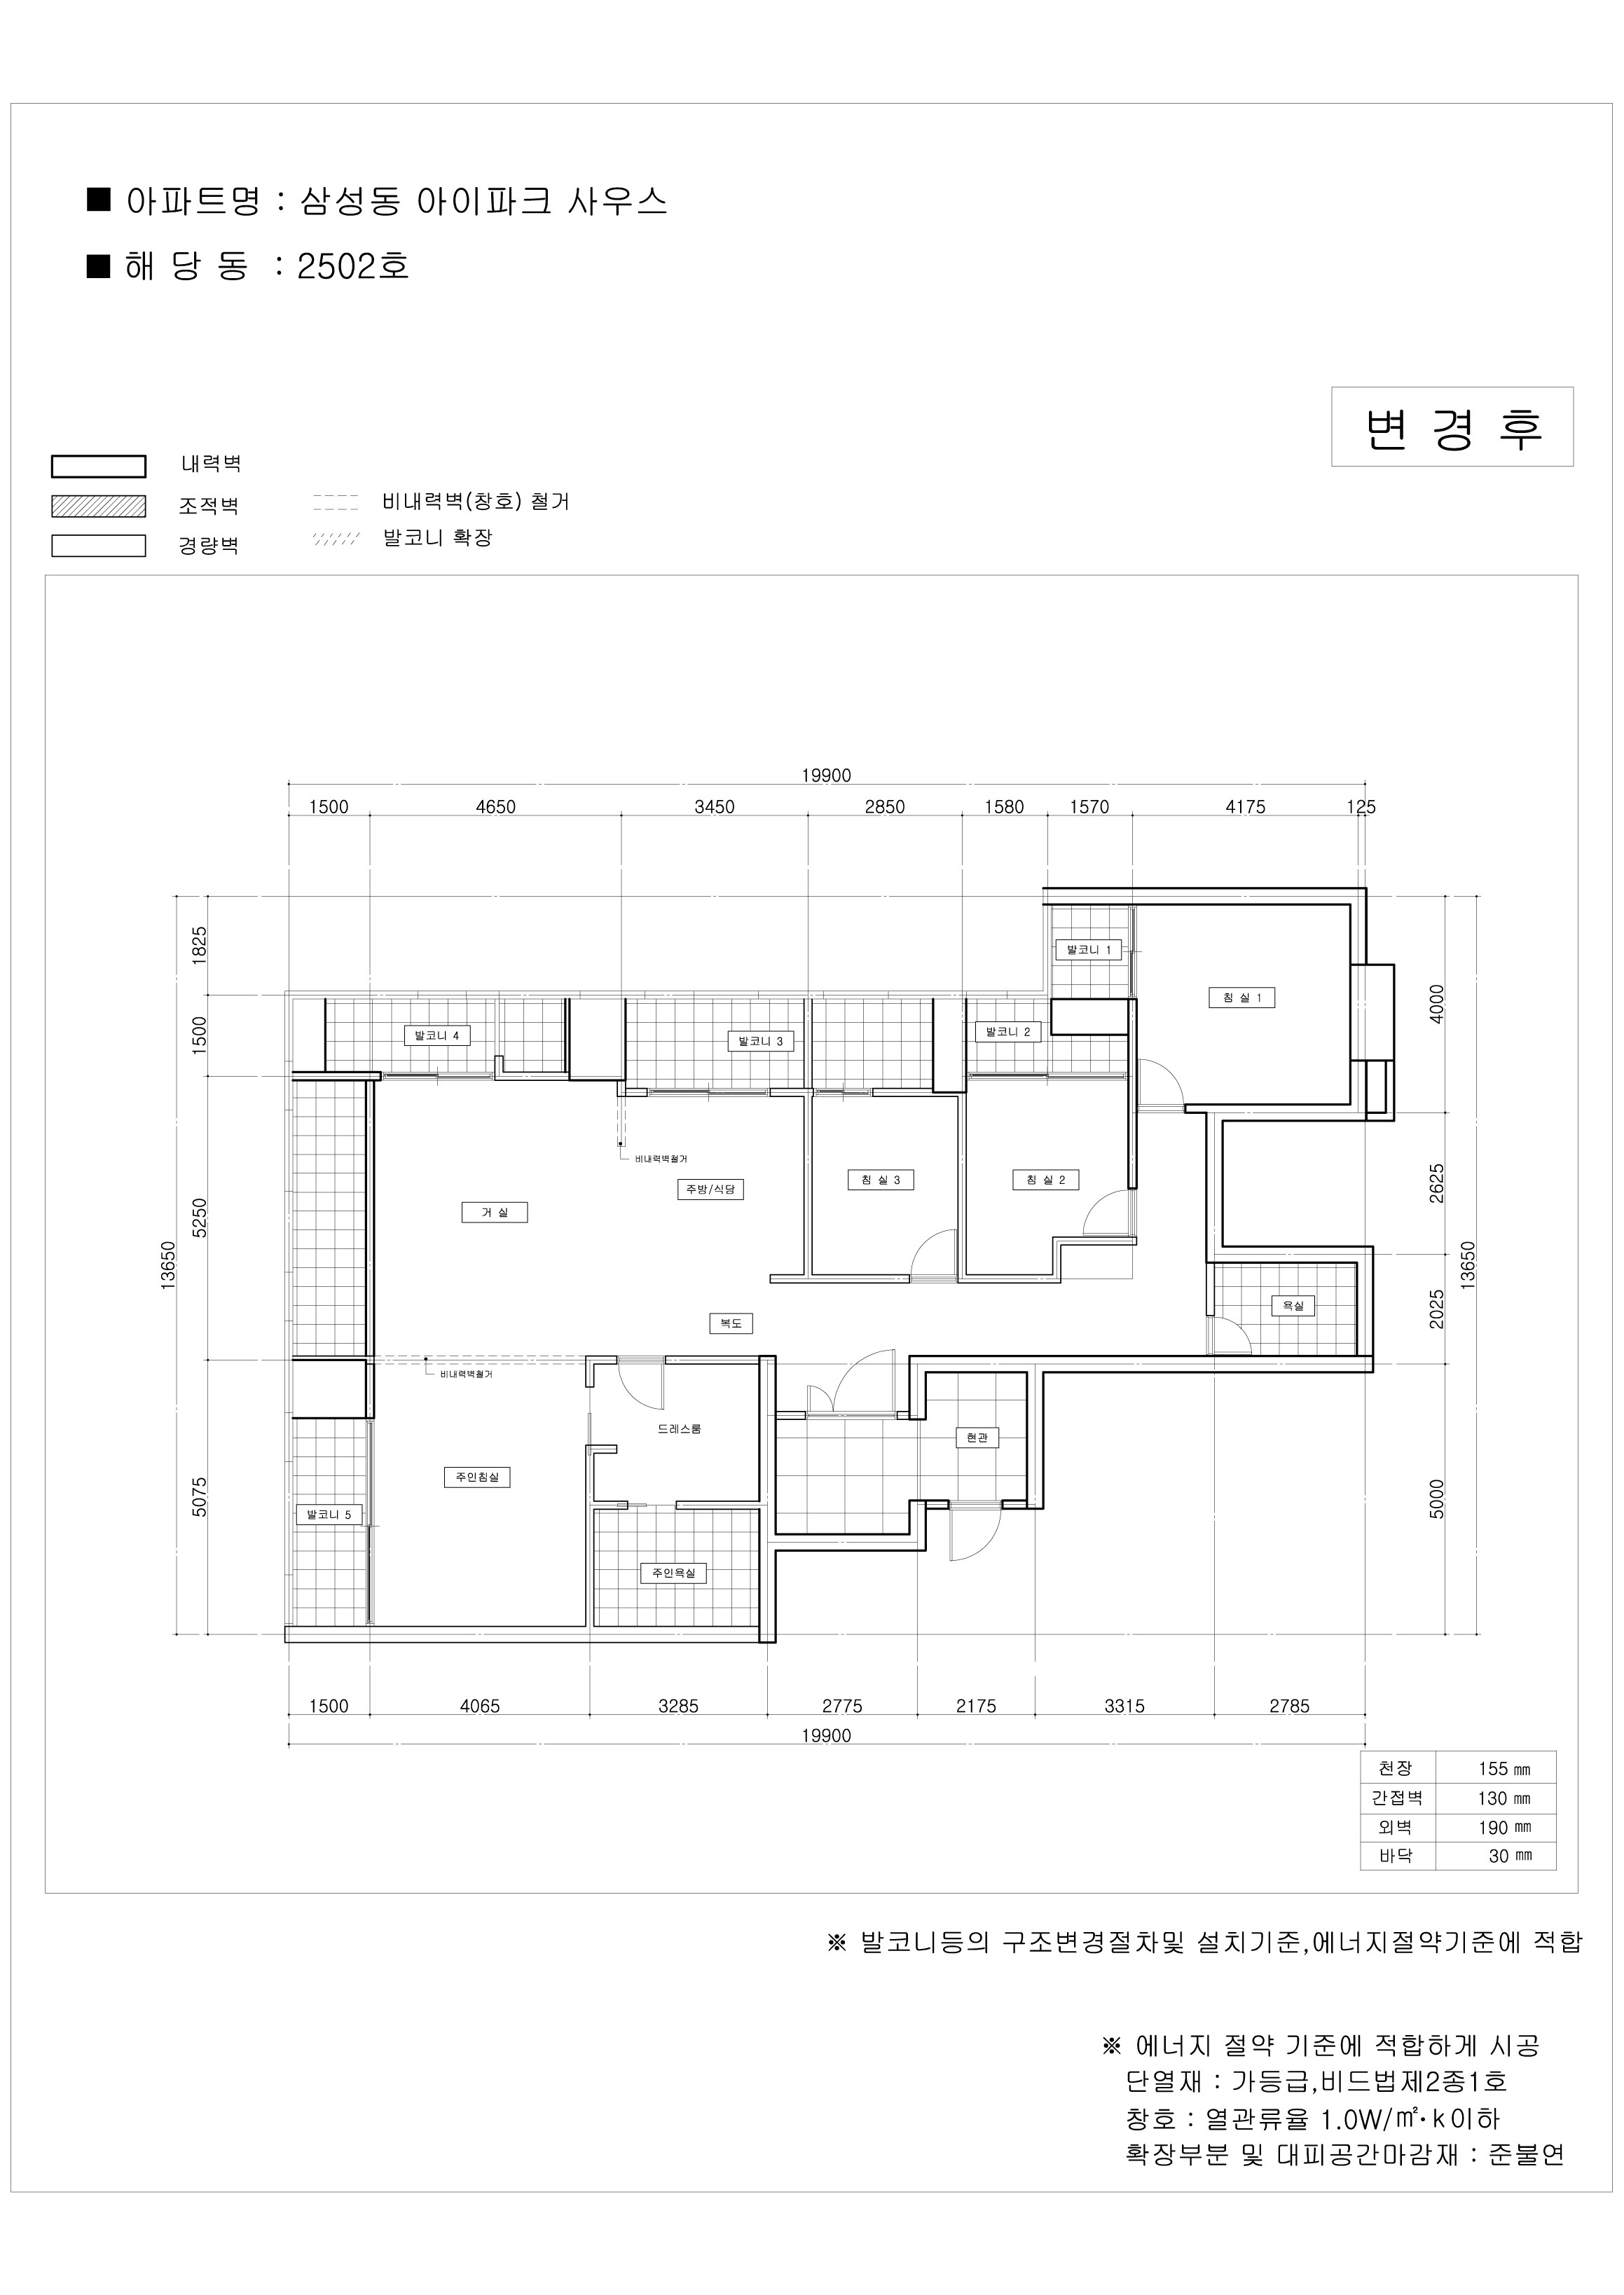 ■ 아파트명 : 삼성동 아이파크 사우스
■ 해 당 동 : 2502호
변 경 후
내력벽
조적벽
경량벽
비내력벽(창호) 철거
발코니 확장
19900
1500 4650 3450 2850 1580 1570 4175 125
1825
1500
5250
5075
13650
4000
2625
2025
5000
13650
발코니 1
침 실 1
발코니 4
발코니 3
발코니 2
비내력벽철거
주방/식당
침 실 3
침 실 2
거 실
욕실
복도
비내력벽철거
드레스룸
현관
주인침실
발코니 5
주인욕실
1500 4065 3285 2775 2175 3315 2785
19900
천장 155 ㎜
간접벽 130 ㎜
외벽 190 ㎜
바닥 30 ㎜
※ 발코니등의 구조변경절차및 설치기준,에너지절약기준에 적합
※ 에너지 절약 기준에 적합하게 시공
단열재 : 가등급,비드법제2종1호
창호 : 열관류율 1.0W/㎡·k이하
확장부분 및 대피공간마감재 : 준불연